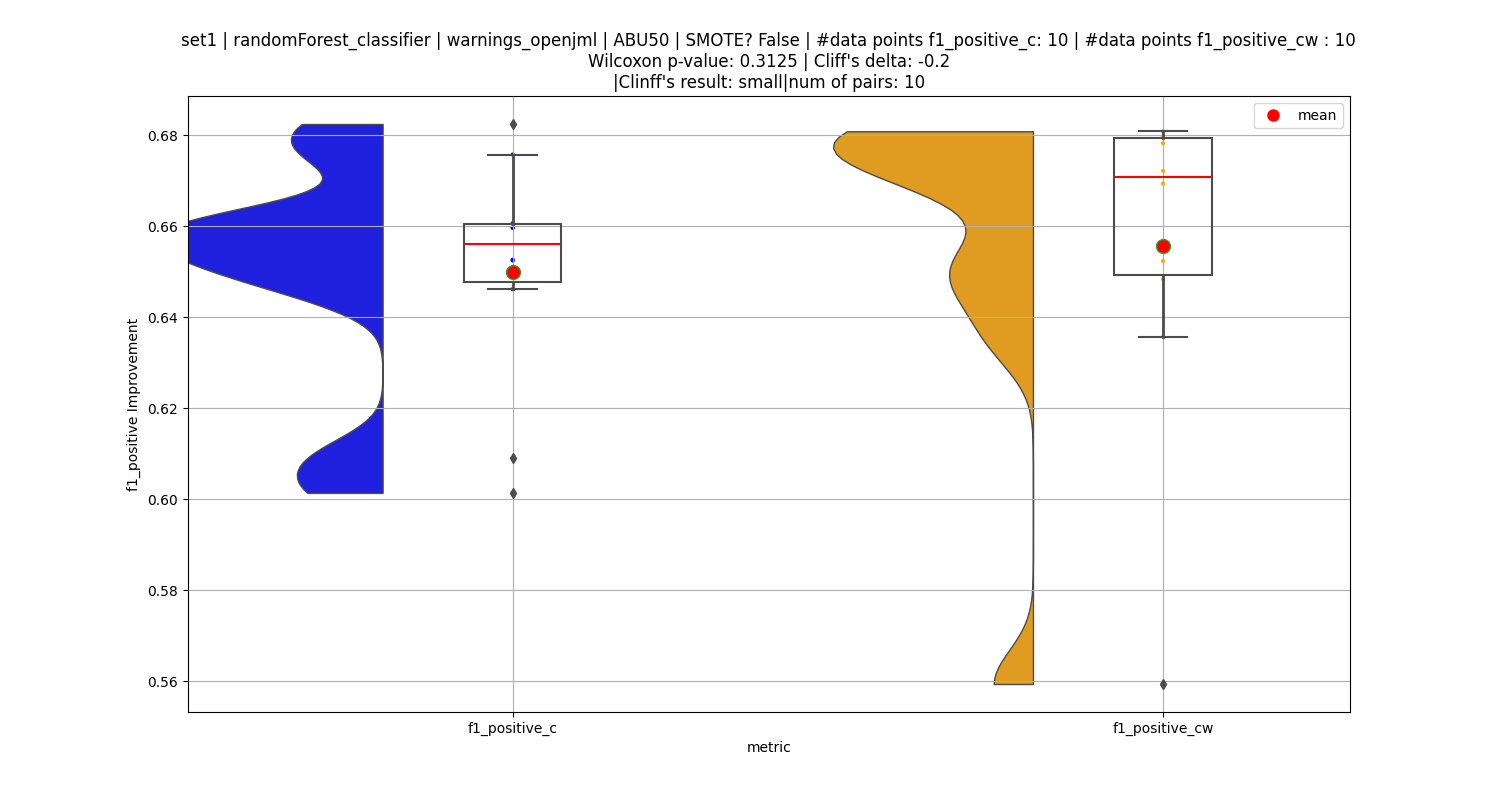 set1 | randomForest_classifier | warnings_openjml | ABU50 | SMOTE? False | #data points f1_positive_c: 10 | #data points f1_positive_cw : 10
Wilcoxon p-value: 0.3125 | Cliff's delta: -0.2
|Clinff's result: small|num of pairs: 10
mean
0.68
0.66
0.64
0.62
0.60
0.58
0.56
f1_positive Improvement
f1_positive_c
f1_positive_cw
metric